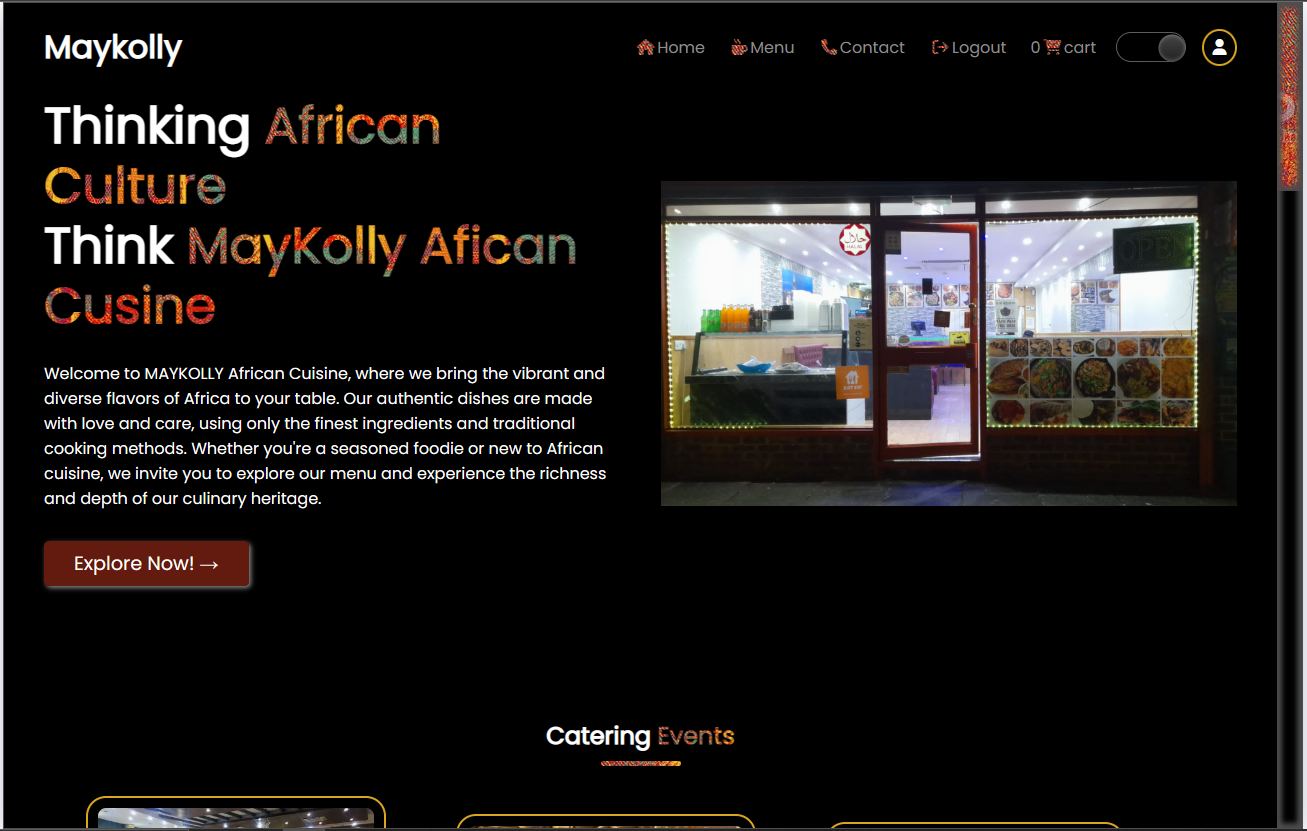 Maykolly
Home Menu Contact Logout 0 cart
Thinking African
Culture
Think MayKolly Afican
Cusine
Welcome to MAYKOLLY African Cuisine, where we bring the vibrant and
diverse flavors of Africa to your table. Our authentic dishes are made
with love and care, using only the finest ingredients and traditional
cooking methods. Whether you're a seasoned foodie or new to African
cuisine, we invite you to explore our menu and experience the richness
and depth of our culinary heritage.
Explore Now! →
حلال
HALAL
OPEN
JUST EAT
Catering Events